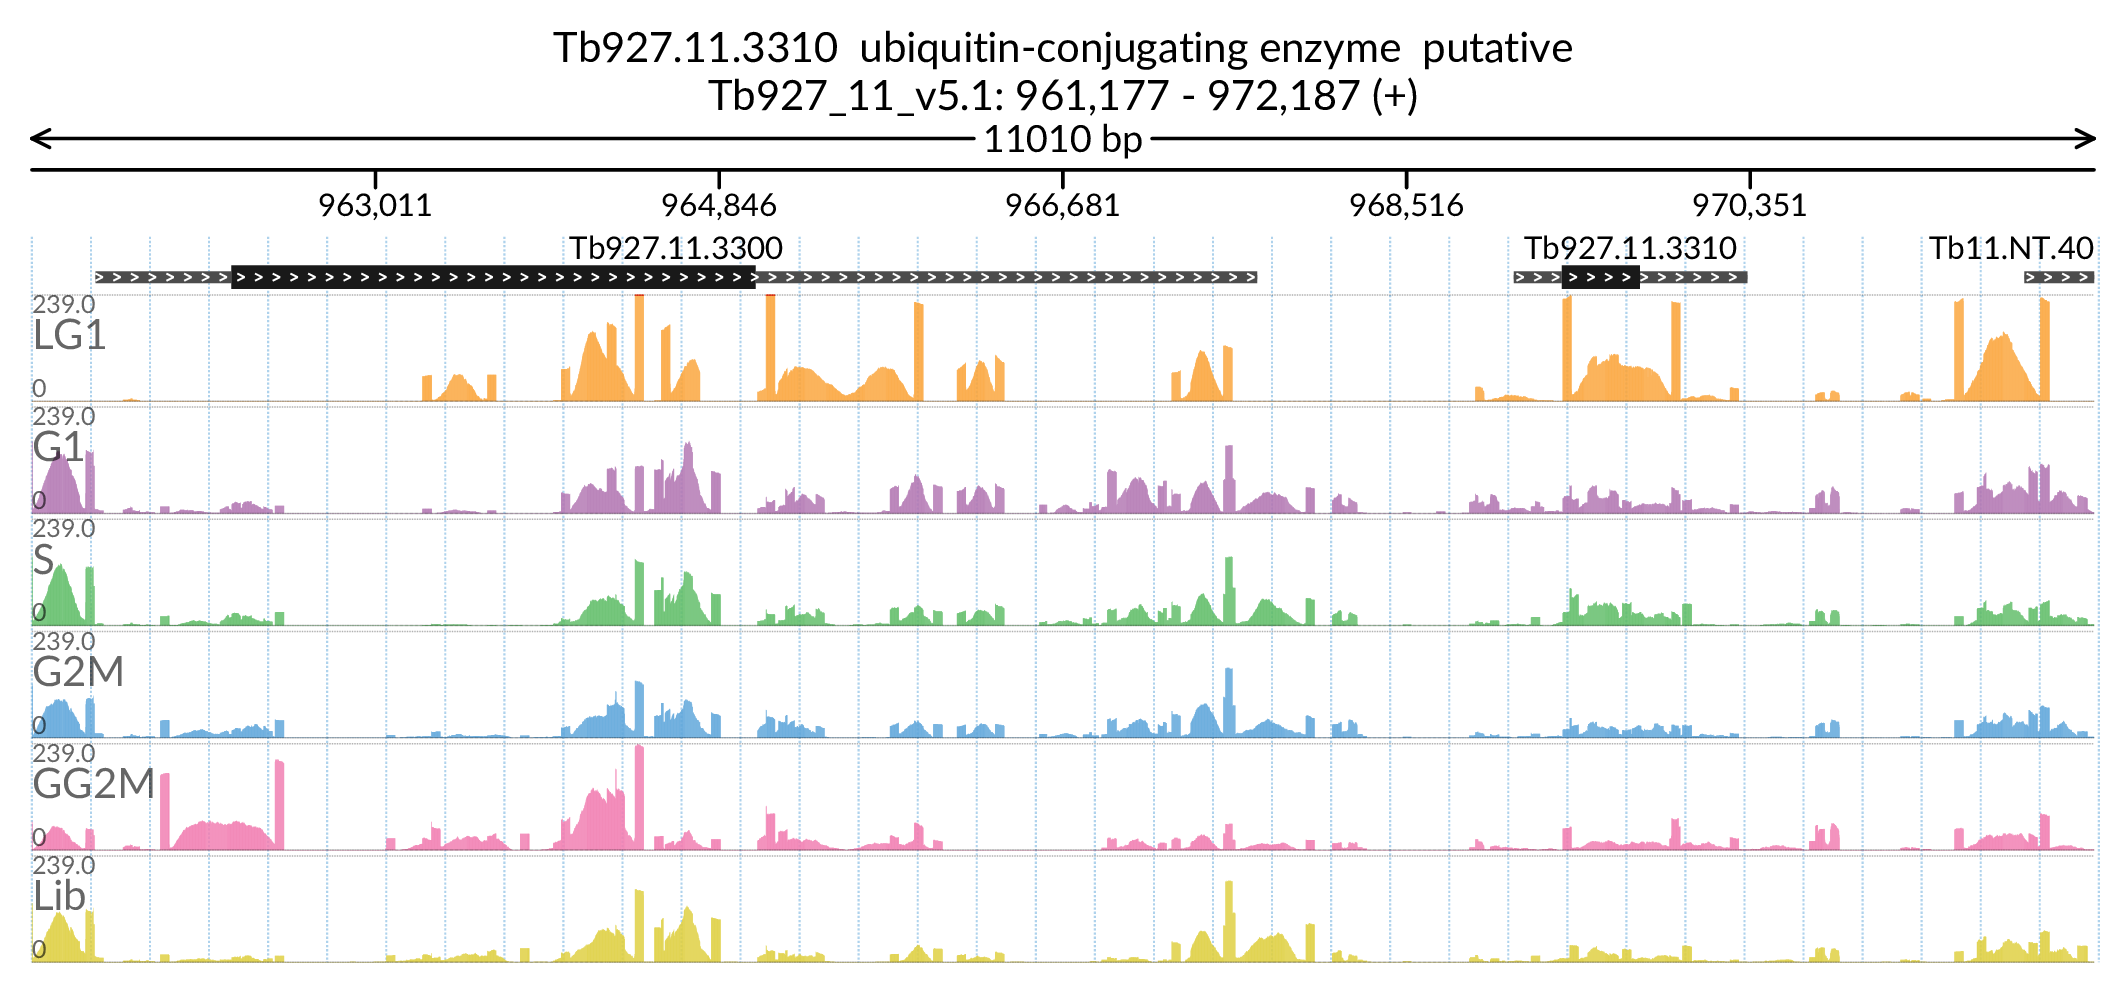 Tb927.11.3310 ubiquitin-conjugating enzyme putative
Tb927_11_v5.1: 961,177 - 972,187 (+)
11010 bp
963,011 964,846 966,681 968,516 970,351
Tb927.11.3300 Tb927.11.3310 Tb11.NT.40
239.0
LG1
0
239.0
G1
0
239.0
S
0
239.0
G2M
0
239.0
GG2M
0
239.0
Lib
0